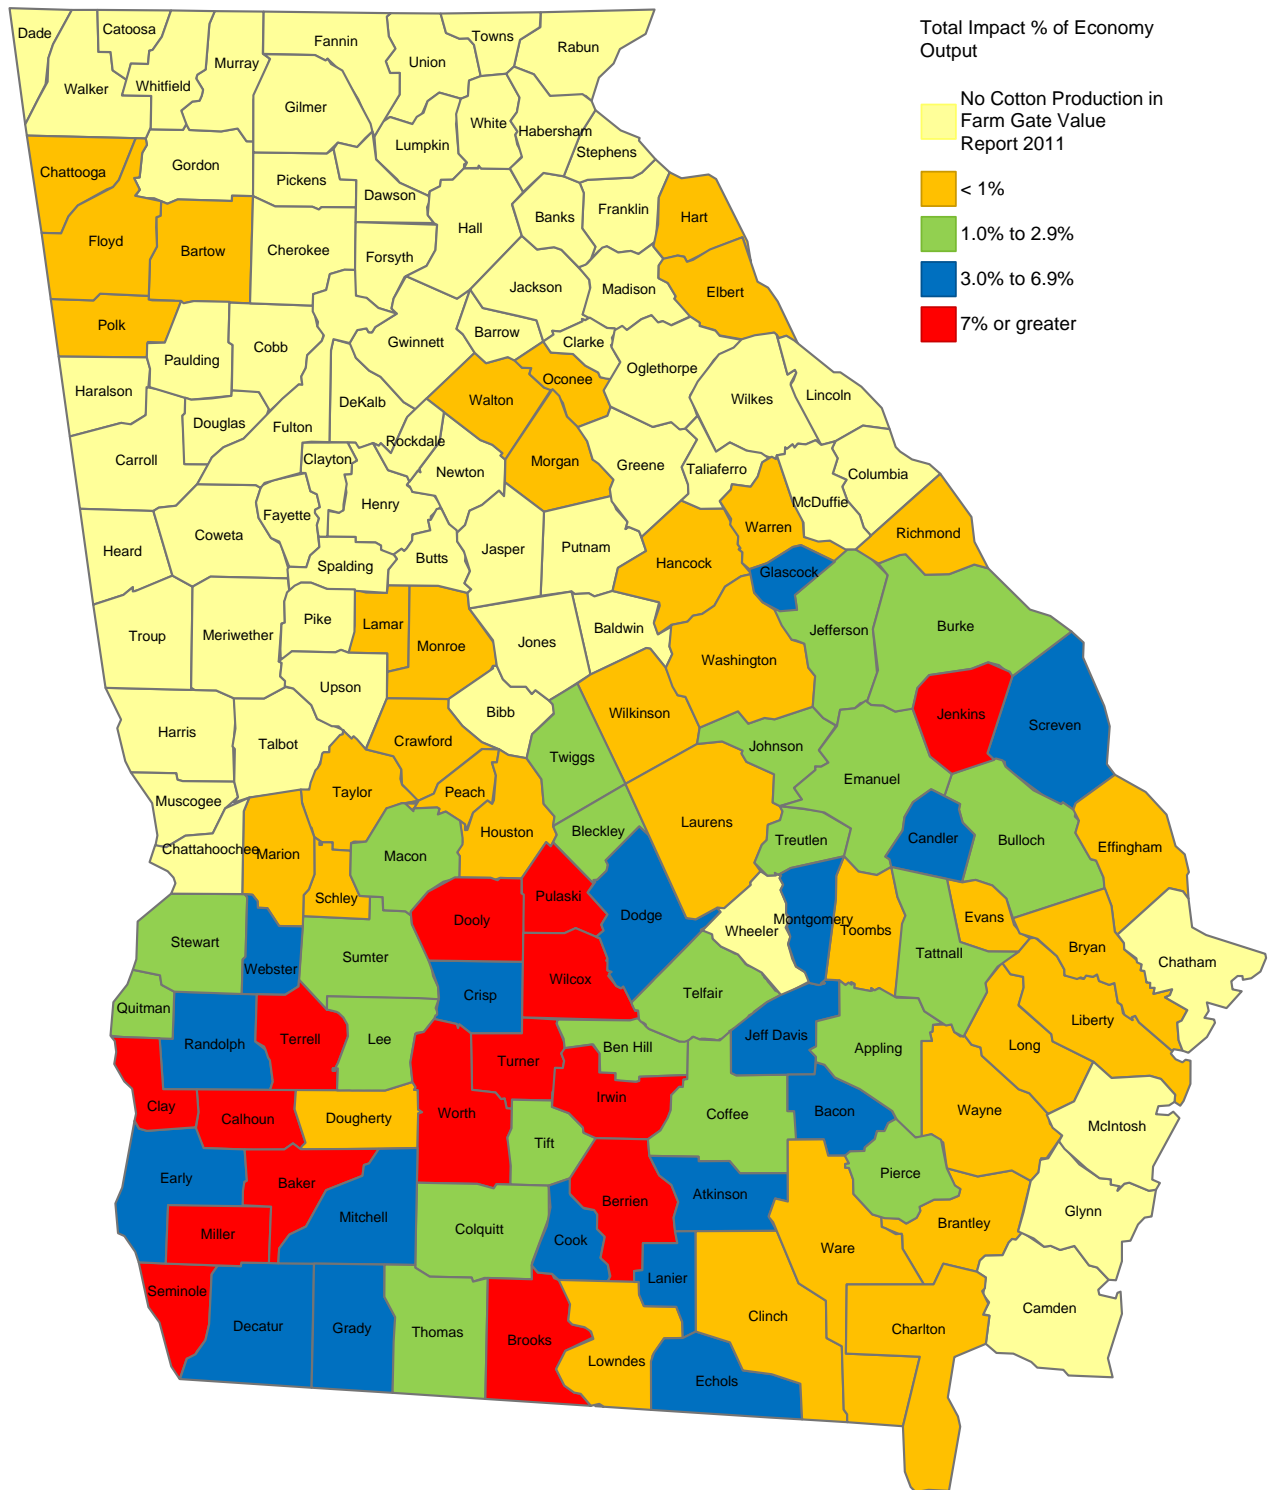 Total Impact % of Economy
Output
No Cotton Production in
Farm Gate Value
Report 2011
< 1%
1.0% to 2.9%
3.0% to 6.9%
7% or greater
Dade
Catoosa
Walker
Whitfield
Murray
Fannin
Gilmer
Union
Towns
Rabun
White
Lumpkin
Habersham
Stephens
Chattooga
Gordon
Pickens
Dawson
Hall
Banks
Franklin
Hart
Floyd
Bartow
Cherokee
Forsyth
Jackson
Madison
Elbert
Polk
Paulding
Cobb
Gwinnett
Barrow
Clarke
Oconee
Oglethorpe
Wilkes
Lincoln
Haralson
Douglas
Fulton
DeKalb
Walton
Rockdale
Carroll
Clayton
Newton
Morgan
Greene
Taliaferro
Columbia
McDuffie
Henry
Fayette
Coweta
Heard
Spalding
Butts
Jasper
Putnam
Hancock
Warren
Richmond
Glascock
Troup
Meriwether
Pike
Lamar
Monroe
Jones
Baldwin
Washington
Jefferson
Burke
Upson
Harris
Talbot
Bibb
Wilkinson
Jenkins
Screven
Crawford
Twiggs
Johnson
Emanuel
Muscogee
Taylor
Peach
Houston
Bleckley
Laurens
Treutlen
Candler
Bulloch
Effingham
Chattahoochee
Marion
Macon
Schley
Dooly
Pulaski
Dodge
Wheeler
Montgomery
Toombs
Evans
Tattnall
Bryan
Chatham
Stewart
Webster
Sumter
Crisp
Wilcox
Telfair
Quitman
Randolph
Terrell
Lee
Turner
Ben Hill
Jeff Davis
Appling
Long
Liberty
Clay
Calhoun
Dougherty
Worth
Irwin
Coffee
Bacon
Wayne
McIntosh
Tift
Early
Baker
Mitchell
Berrien
Atkinson
Pierce
Brantley
Glynn
Miller
Colquitt
Cook
Ware
Lanier
Seminole
Decatur
Grady
Thomas
Brooks
Lowndes
Echols
Clinch
Charlton
Camden